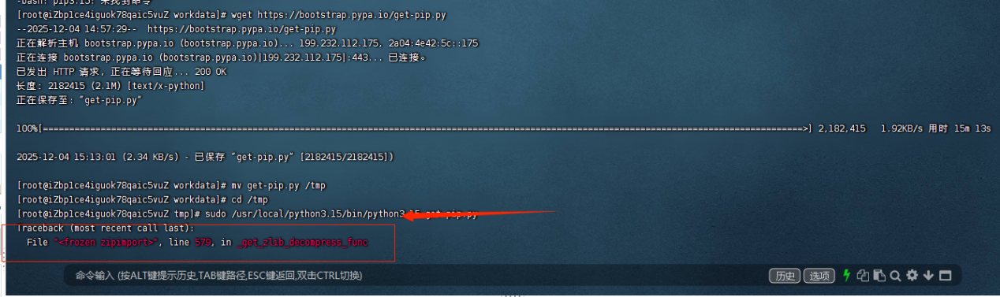 -bash: pip3.15: 未找到命令
[root@iZbp1ce4iguok78qaic5vuZ workdata]# wget https://bootstrap.pypa.io/get-pip.py
--2025-12-04 14:57:29-- https://bootstrap.pypa.io/get-pip.py
正在解析主机 bootstrap.pypa.io (bootstrap.pypa.io)... 199.232.112.175, 2a04:4e42:5c::175
正在连接 bootstrap.pypa.io (bootstrap.pypa.io)|199.232.112.175|:443... 已连接。
已发出 HTTP 请求，正在等待回应... 200 OK
长度：2182415 (2.1M) [text/x-python]
正在保存至: “get-pip.py”
100%[===================================================================================================================================================>] 2,182,415 1.92KB/s 用时 15m 13s
2025-12-04 15:13:01 (2.34 KB/s) - 已保存 “get-pip.py” [2182415/2182415])
[root@iZbp1ce4iguok78qaic5vuZ workdata]# mv get-pip.py /tmp
[root@iZbp1ce4iguok78qaic5vuZ workdata]# cd /tmp
[root@iZbp1ce4iguok78qaic5vuZ tmp]# sudo /usr/local/python3.15/bin/python3.15 get-pip.py
Traceback (most recent call last):
File "<frozen zipimport>", line 579, in _get_zlib_decompress_func
命令输入 (按ALT键提示历史,TAB键路径,ESC键返回,双击CTRL切换)
历史 选项